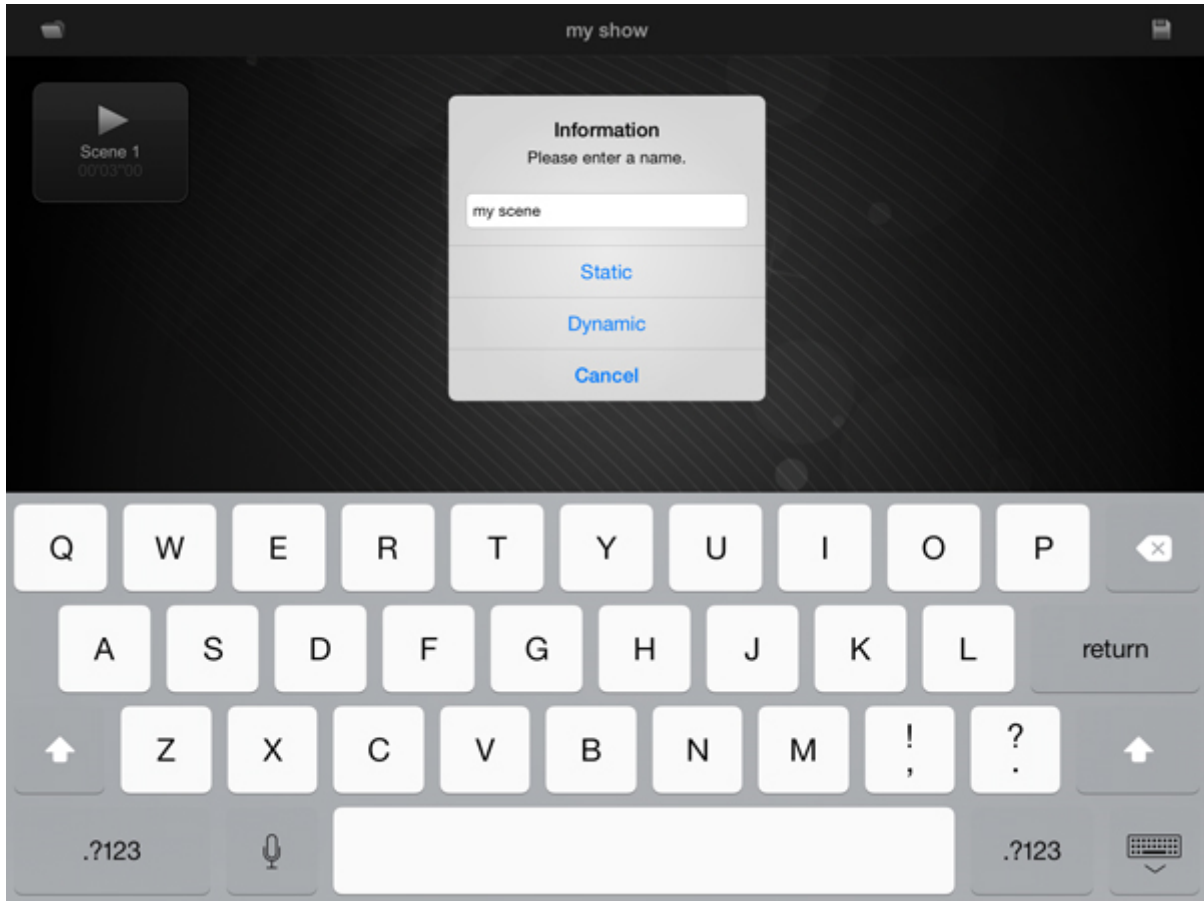 my show
Scene 1
00'03"00
Information
Please enter a name.
my scene
Static
Dynamic
Cancel
Q W E R T Y U I O P
A S D F G H J K L return
Z X C V B N M ! , ? .
.?123 .?123